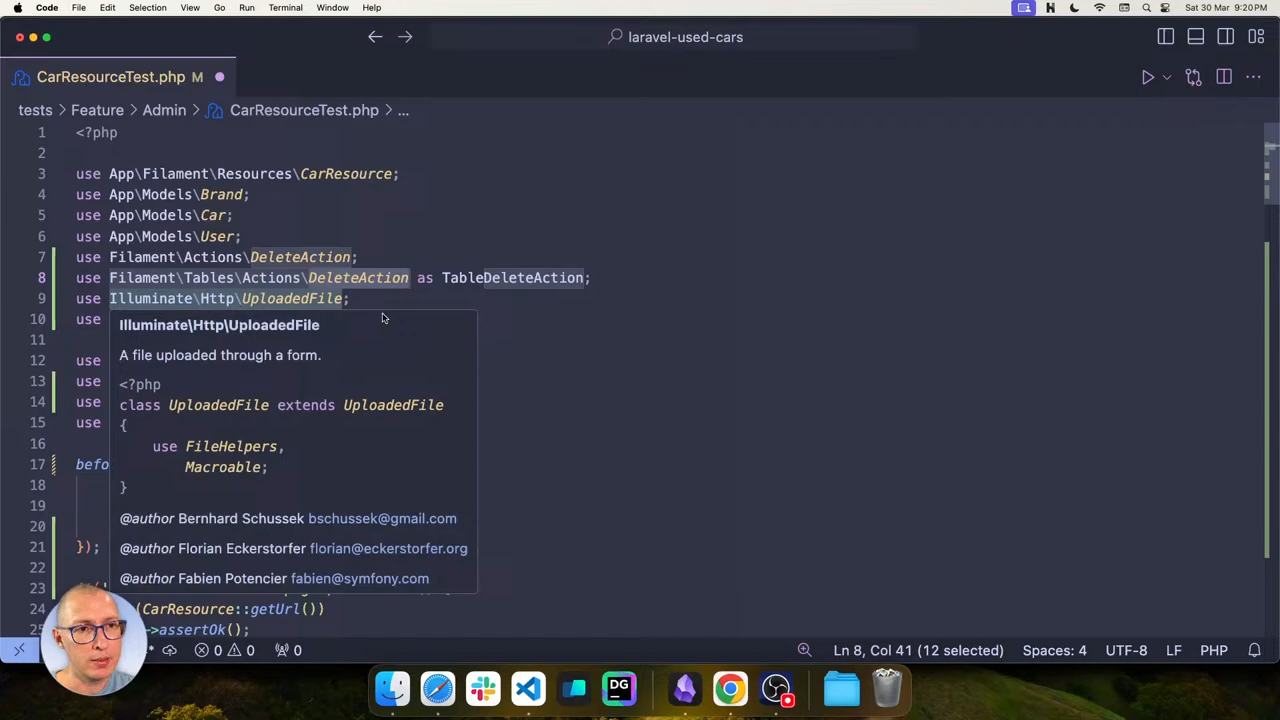 Code File Edit Selection View Go Run Terminal Window Help Sat 30 Mar 9:20 PM
laravel-used-cars
CarResourceTest.php M
tests > Feature > Admin > CarResourceTest.php > ...
1 <?php
2
3 use App\Filament\Resources\CarResource;
4 use App\Models\Brand;
5 use App\Models\Car;
6 use App\Models\User;
7 use Filament\Actions\DeleteAction;
8 use Filament\Tables\Actions\DeleteAction as TableDeleteAction;
9 use Illuminate\Http\UploadedFile;
10 use
Illuminate\Http\UploadedFile
A file uploaded through a form.
<?php
class UploadedFile extends UploadedFile
{
use FileHelpers,
Macroable;
}
@author Bernhard Schussek bschussek@gmail.com
@author Florian Eckerstorfer florian@eckerstorfer.org
@author Fabien Potencier fabien@symfony.com
11
12 use
13 use
14 use
15 use
16
17 befo
18
19
20
21 });
22
23
24 (CarResource::getUrl())
25 ->assertOk();
0 0 0 Ln 8, Col 41 (12 selected) Spaces: 4 UTF-8 LF PHP
DG